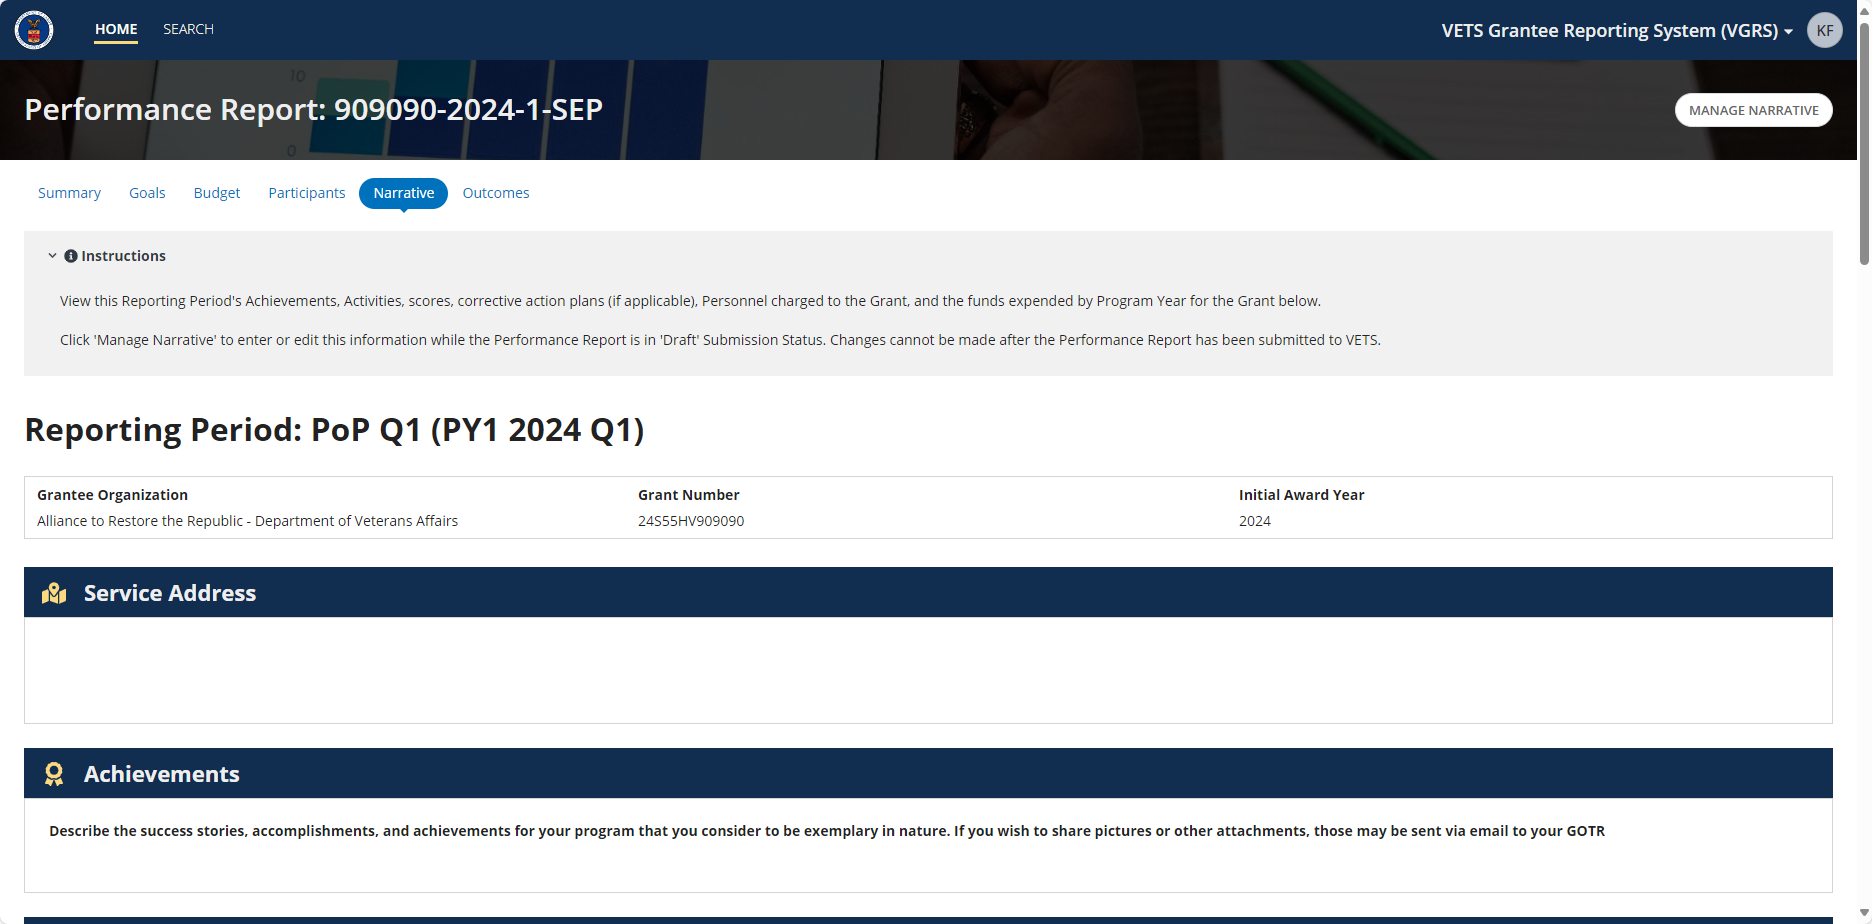 HOME SEARCH VETS Grantee Reporting System (VGRS) KF
10
0
Performance Report: 909090-2024-1-SEP
MANAGE NARRATIVE
Summary Goals Budget Participants Narrative Outcomes
Instructions
View this Reporting Period's Achievements, Activities, scores, corrective action plans (if applicable), Personnel charged to the Grant, and the funds expended by Program Year for the Grant below.
Click 'Manage Narrative' to enter or edit this information while the Performance Report is in 'Draft' Submission Status. Changes cannot be made after the Performance Report has been submitted to VETS.
Reporting Period: PoP Q1 (PY1 2024 Q1)
Grantee Organization Grant Number Initial Award Year
Alliance to Restore the Republic - Department of Veterans Affairs 24S55HV909090 2024
Service Address
Achievements
Describe the success stories, accomplishments, and achievements for your program that you consider to be exemplary in nature. If you wish to share pictures or other attachments, those may be sent via email to your GOTR